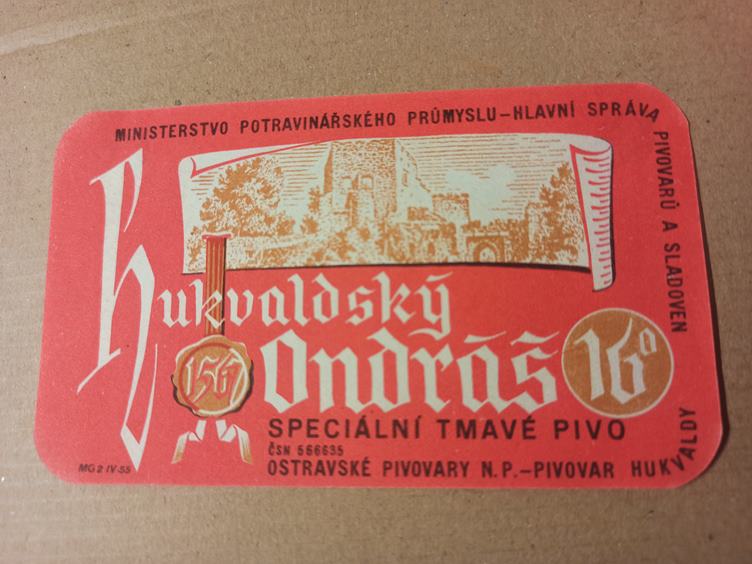 MINISTERSTVO POTRAVINÁŘSKÉHO PRŮMYSLU – HLAVNÍ SPRÁVA PIVOVARŮ A SLADOVEN
Hukvaldský
Ondráš 16°
1567
SPECIÁLNÍ TMAVÉ PIVO
ČSN 566635
OSTRAVSKÉ PIVOVARY N.P. – PIVOVAR HUKVALDY
MG 2 IV-55